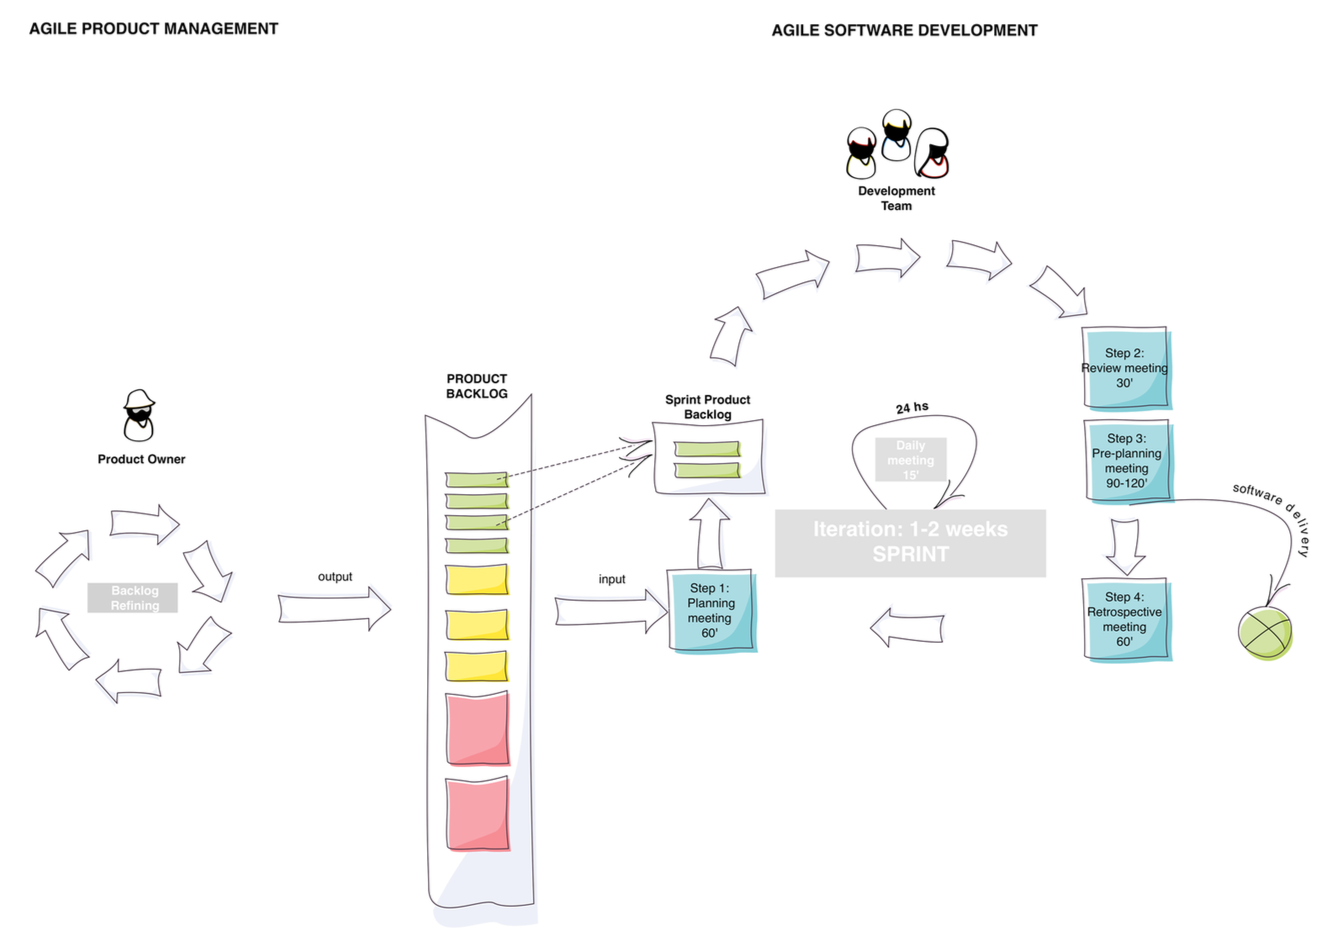 AGILE PRODUCT MANAGEMENT
AGILE SOFTWARE DEVELOPMENT
Development
Team
Product Owner
Backlog
Refining
output
PRODUCT
BACKLOG
input
Sprint Product
Backlog
Step 1:
Planning
meeting
60'
24 hs
Daily
meeting
15'
Iteration: 1-2 weeks
SPRINT
Step 2:
Review meeting
30'
Step 3:
Pre-planning
meeting
90-120'
software delivery
Step 4:
Retrospective
meeting
60'